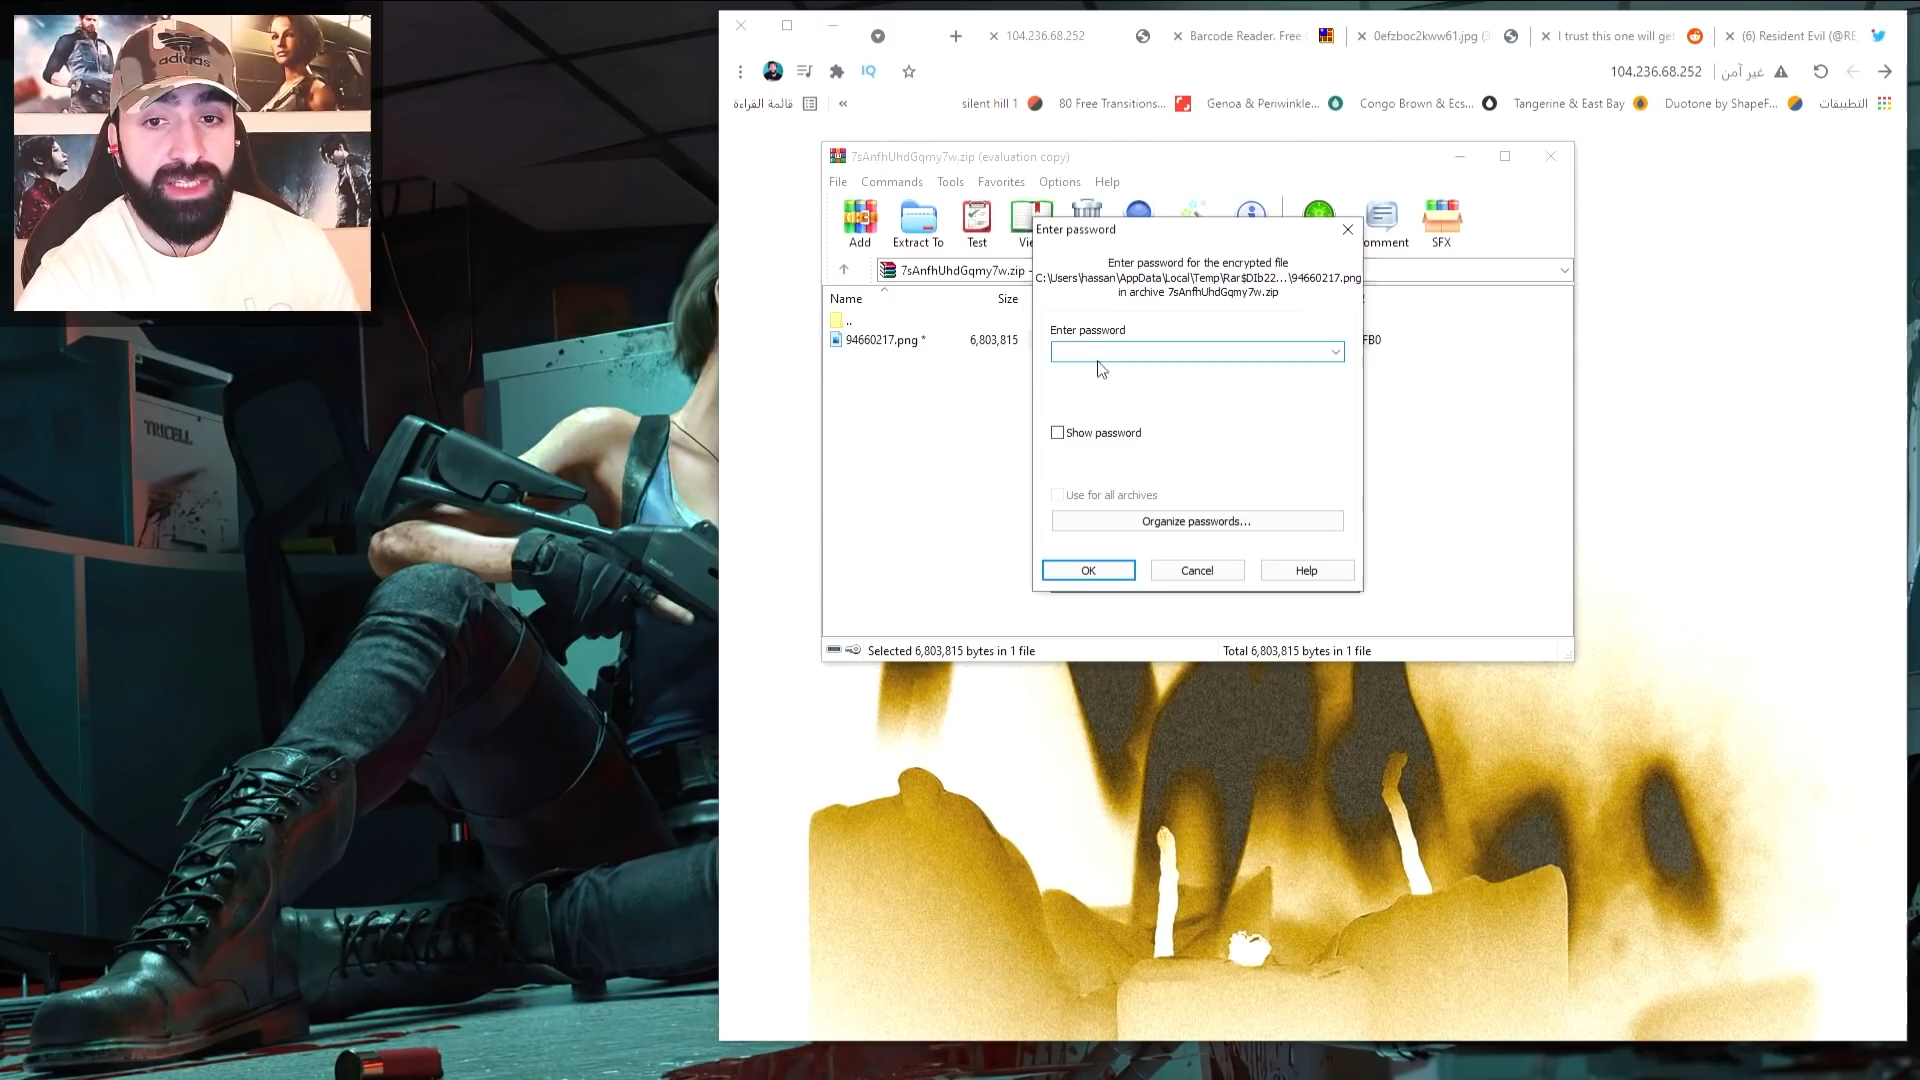 adidas
TRICELL
104.236.68.252
Barcode Reader. Free
0efzboc2kww61.jpg (3
I trust this one will get
(6) Resident Evil (@RE_
IQ
104.236.68.252
غير آمن
قائمة القراءة
«
silent hill 1
80 Free Transitions...
Genoa & Periwinkle...
Congo Brown & Ecs...
Tangerine & East Bay
Duotone by ShapeF...
التطبيقات
7sAnfhUhdGqmy7w.zip (evaluation copy)
File Commands Tools Favorites Options Help
Add
Extract To
Test
Vie
omment
SFX
7sAnfhUhdGqmy7w.zip -
Name
Size
..
94660217.png *
6,803,815
FB0
Enter password
Enter password for the encrypted file
C:\Users\hassan\AppData\Local\Temp\Rar$DIb22...\94660217.png
in archive 7sAnfhUhdGqmy7w.zip
Enter password
Show password
Use for all archives
Organize passwords...
OK
Cancel
Help
Selected 6,803,815 bytes in 1 file
Total 6,803,815 bytes in 1 file